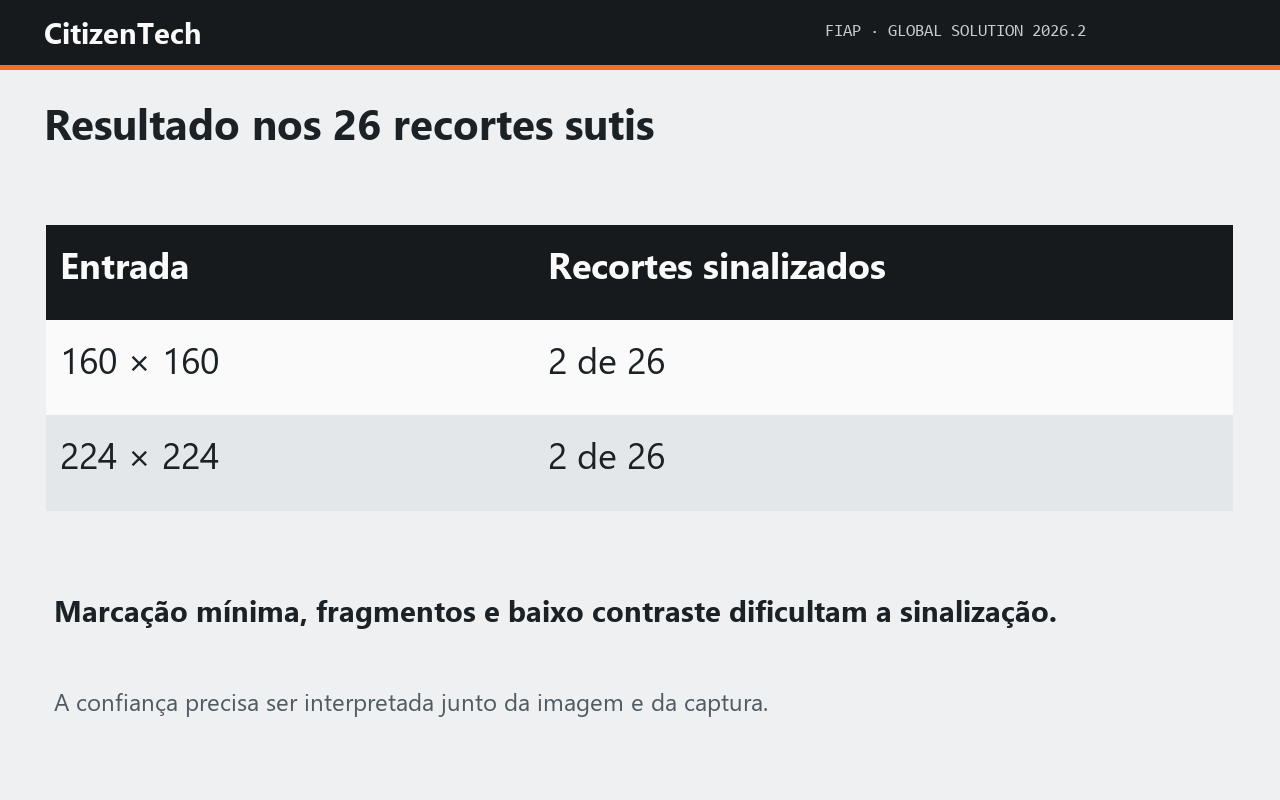 CitizenTech
FIAP · GLOBAL SOLUTION 2026.2
Resultado nos 26 recortes sutis
Entrada Recortes sinalizados
160 × 160 2 de 26
224 × 224 2 de 26
Marcação mínima, fragmentos e baixo contraste dificultam a sinalização.
A confiança precisa ser interpretada junto da imagem e da captura.